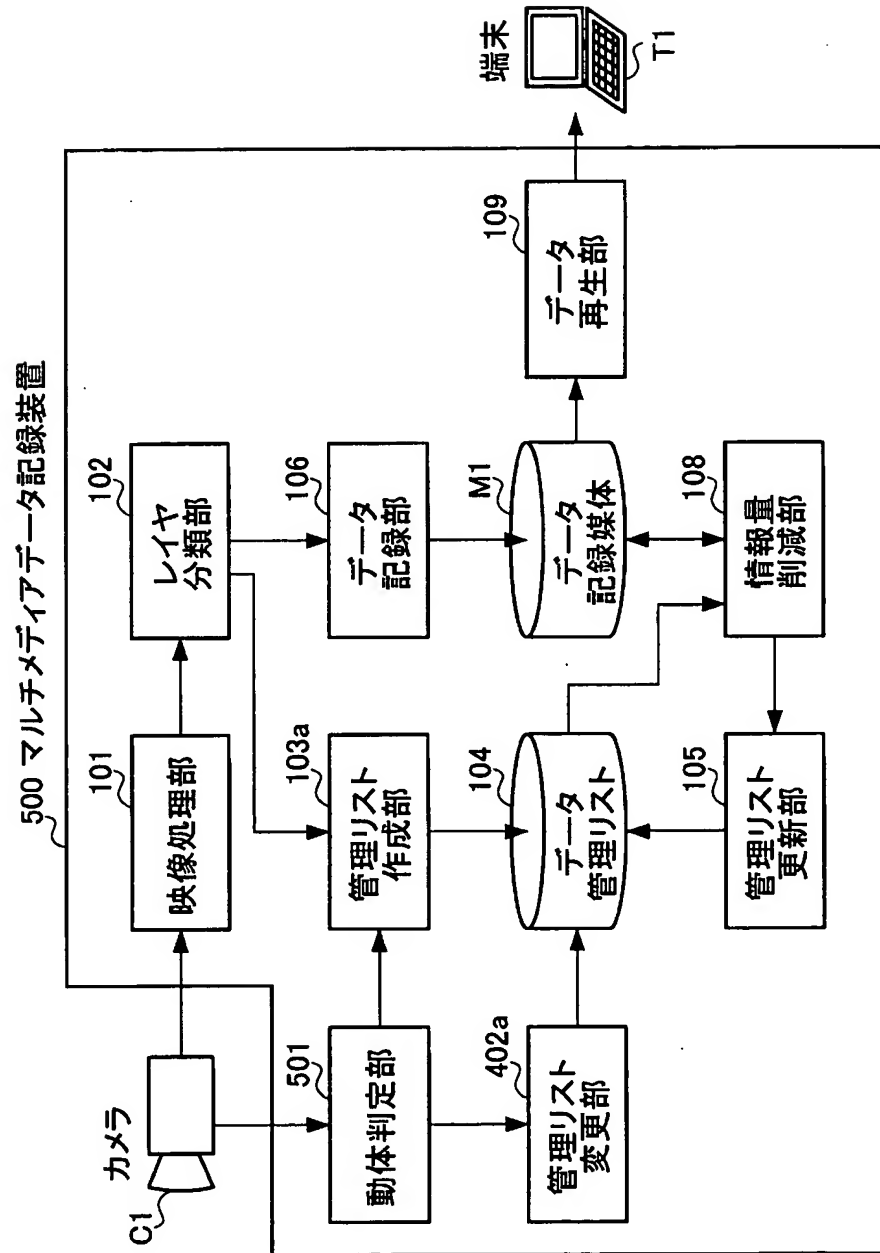 500 マルチメディアデータ記録装置
カメラ
C1
101
映像処理部
102
レイヤ
分類部
501
動体判定部
103a
管理リスト
作成部
106
データ
記録部
402a
管理リスト
変更部
104
データ
管理リスト
M1
データ
記録媒体
109
データ
再生部
端末
T1
105
管理リスト
更新部
108
情報量
削減部